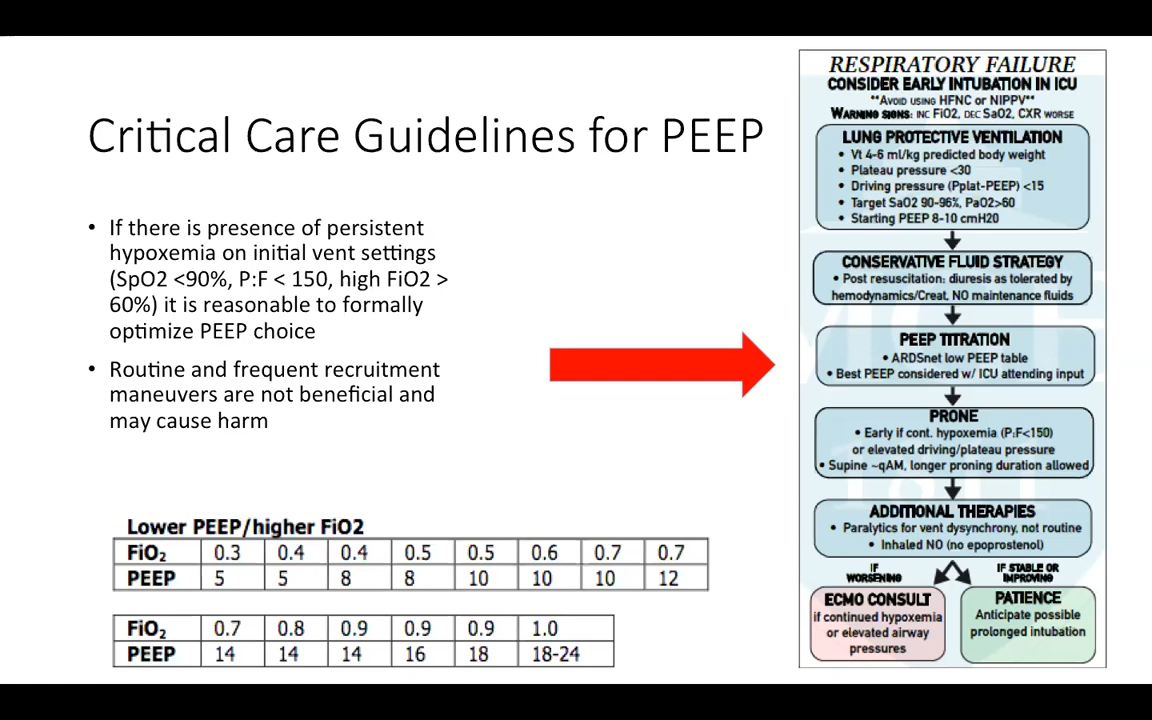 Critical Care Guidelines for PEEP
• If there is presence of persistent
hypoxemia on initial vent settings
(SpO2 <90%, P:F < 150, high FiO2 >
60%) it is reasonable to formally
optimize PEEP choice
• Routine and frequent recruitment
maneuvers are not beneficial and
may cause harm
Lower PEEP/higher FiO2
FiO₂ 0.3 0.4 0.4 0.5 0.5 0.6 0.7 0.7
PEEP 5 5 8 8 10 10 10 12
FiO₂ 0.7 0.8 0.9 0.9 0.9 1.0
PEEP 14 14 14 16 18 18-24
RESPIRATORY FAILURE
CONSIDER EARLY INTUBATION IN ICU
**AVOID USING HFNC OR NIPPV**
WARNING SIGNS: INC FIO2, DEC SAO2, CXR WORSE
LUNG PROTECTIVE VENTILATION
• Vt 4-6 ml/kg predicted body weight
• Plateau pressure <30
• Driving pressure (Pplat-PEEP) <15
• Target SaO2 90-96%, PaO2>60
• Starting PEEP 8-10 cmH20
CONSERVATIVE FLUID STRATEGY
• Post resuscitation: diuresis as tolerated by
hemodynamics/Creat, NO maintenance fluids
PEEP TITRATION
• ARDSnet low PEEP table
• Best PEEP considered w/ ICU attending input
PRONE
• Early if cont. hypoxemia (P:F<150)
or elevated driving/plateau pressure
• Supine ~qAM, longer proning duration allowed
ADDITIONAL THERAPIES
• Paralytics for vent dysynchrony, not routine
• Inhaled NO (no epoprostenol)
IF
WORSENING
IF STABLE OR
IMPROVING
ECMO CONSULT
if continued hypoxemia
or elevated airway
pressures
PATIENCE
Anticipate possible
prolonged intubation